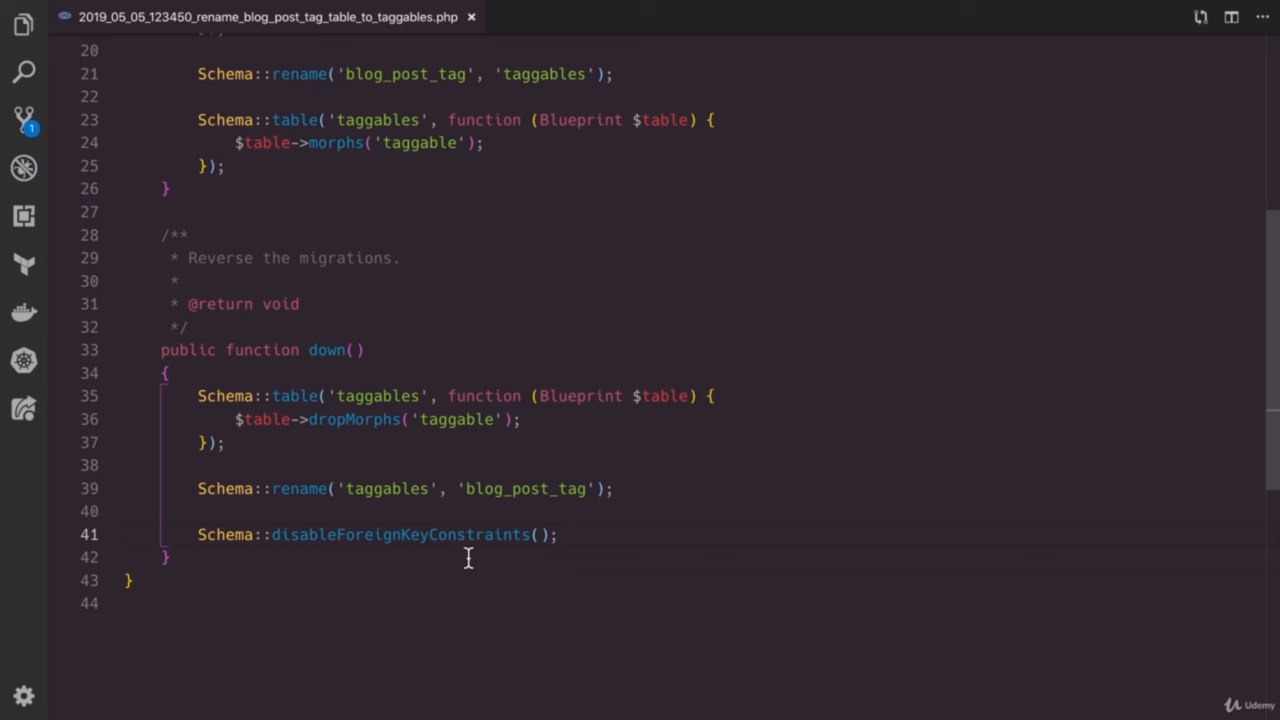 2019_05_05_123450_rename_blog_post_tag_table_to_taggables.php ×
20
21 Schema::rename('blog_post_tag', 'taggables');
22
23 Schema::table('taggables', function (Blueprint $table) {
24 $table->morphs('taggable');
25 });
26 }
27
28 /**
29 * Reverse the migrations.
30 *
31 * @return void
32 */
33 public function down()
34 {
35 Schema::table('taggables', function (Blueprint $table) {
36 $table->dropMorphs('taggable');
37 });
38
39 Schema::rename('taggables', 'blog_post_tag');
40
41 Schema::disableForeignKeyConstraints();
42 }
43 }
44
1
Udemy